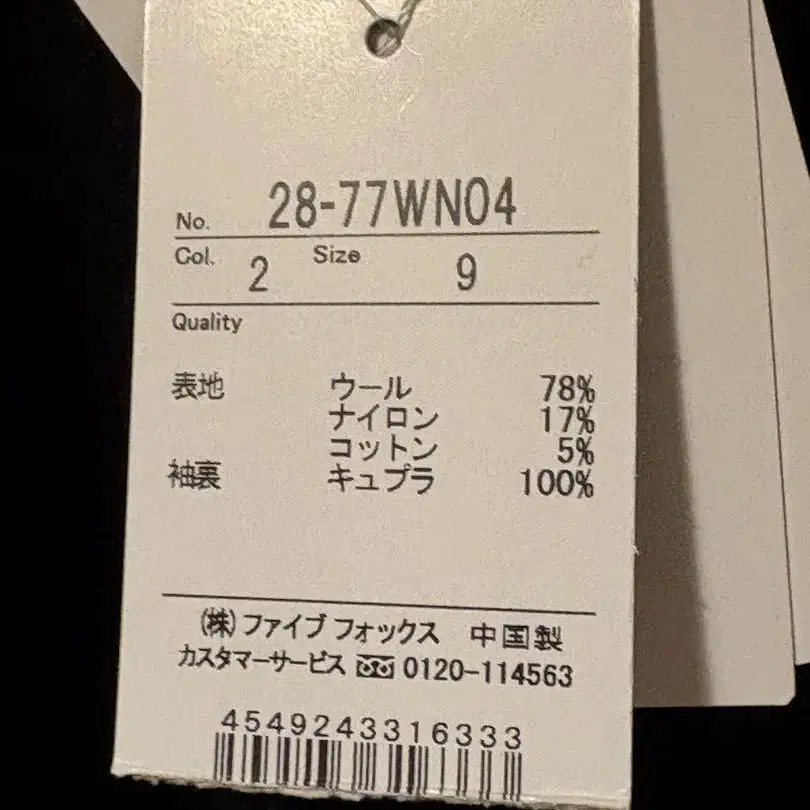 No. 28-77WN04
Col. 2 Size 9
Quality
表地 ウール 78%
ナイロン 17%
コットン 5%
袖裏 キュプラ 100%
(株)ファイブフォックス 中国製
カスタマーサービス 0120-114563
4549243316333